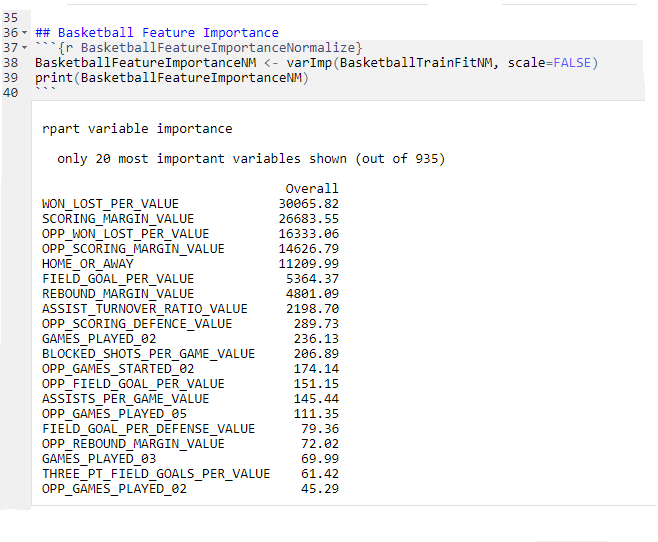 35
36 ## Basketball Feature Importance
37 ```{r BasketballFeatureImportanceNormalize}
38 BasketballFeatureImportanceNM <- varImp(BasketballTrainFitNM, scale=FALSE)
39 print(BasketballFeatureImportanceNM)
40 ```
rpart variable importance
only 20 most important variables shown (out of 935)
Overall
WON_LOST_PER_VALUE 30065.82
SCORING_MARGIN_VALUE 26683.55
OPP_WON_LOST_PER_VALUE 16333.06
OPP_SCORING_MARGIN_VALUE 14626.79
HOME_OR_AWAY 11209.99
FIELD_GOAL_PER_VALUE 5364.37
REBOUND_MARGIN_VALUE 4801.09
ASSIST_TURNOVER_RATIO_VALUE 2198.70
OPP_SCORING_DEFENCE_VALUE 289.73
GAMES_PLAYED_02 236.13
BLOCKED_SHOTS_PER_GAME_VALUE 206.89
OPP_GAMES_STARTED_02 174.14
OPP_FIELD_GOAL_PER_VALUE 151.15
ASSISTS_PER_GAME_VALUE 145.44
OPP_GAMES_PLAYED_05 111.35
FIELD_GOAL_PER_DEFENSE_VALUE 79.36
OPP_REBOUND_MARGIN_VALUE 72.02
GAMES_PLAYED_03 69.99
THREE_PT_FIELD_GOALS_PER_VALUE 61.42
OPP_GAMES_PLAYED_02 45.29